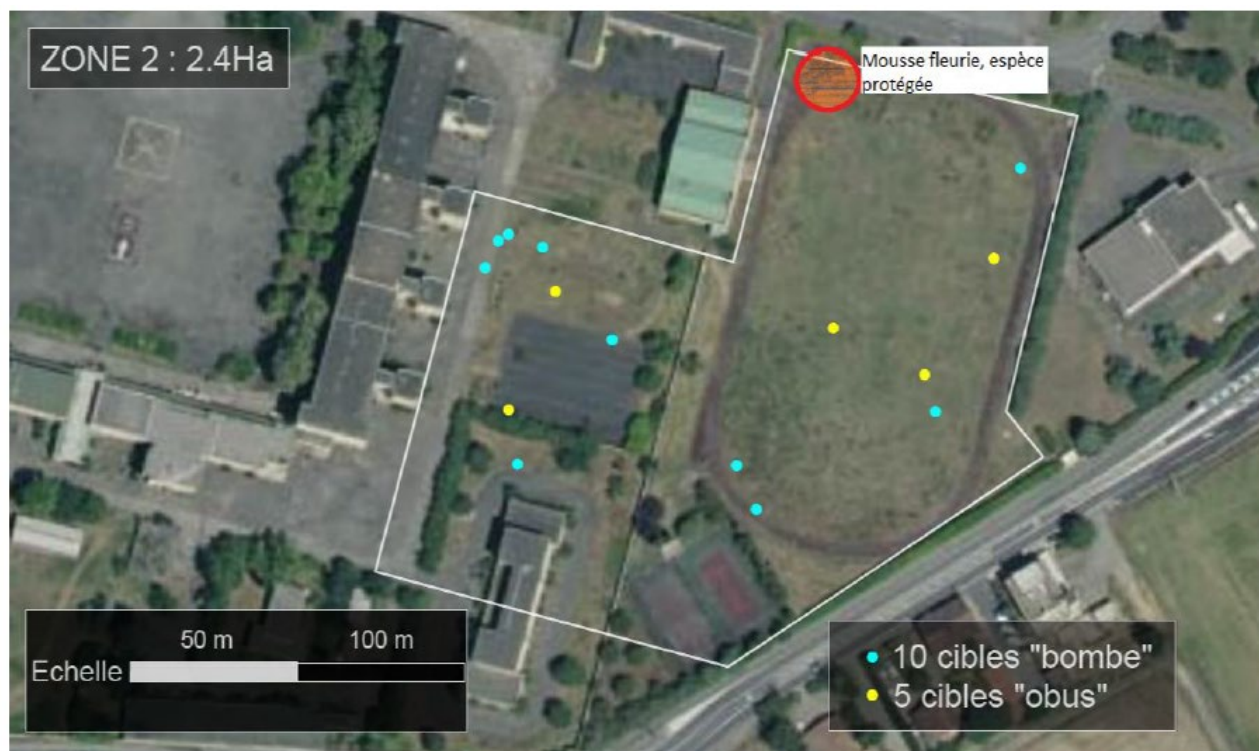 ZONE 2 : 2.4Ha
Mousse fleurie, espèce
protégée
50 m 100 m
Echelle
10 cibles "bombe"
5 cibles "obus"